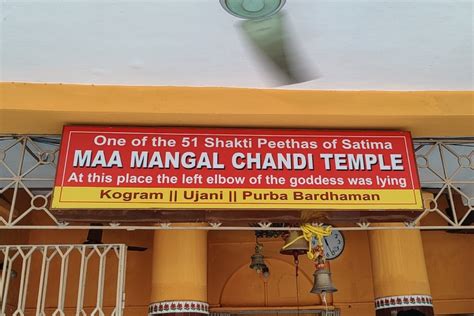 One of the 51 Shakti Peethas of Satima
MAA MANGAL CHANDI TEMPLE
At this place the left elbow of the goddess was lying
Kogram || Ujani || Purba Bardhaman